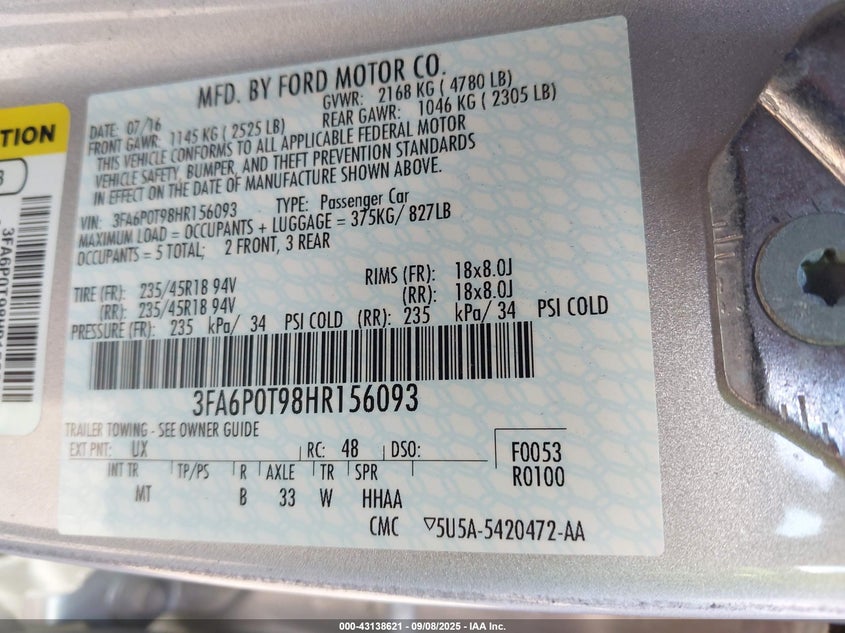 MFD. BY FORD MOTOR CO.
DATE: 07/16 GVWR: 2168 KG ( 4780 LB)
FRONT GAWR: 1145 KG ( 2525 LB) REAR GAWR: 1046 KG ( 2305 LB)
THIS VEHICLE CONFORMS TO ALL APPLICABLE FEDERAL MOTOR
VEHICLE SAFETY, BUMPER, AND THEFT PREVENTION STANDARDS
IN EFFECT ON THE DATE OF MANUFACTURE SHOWN ABOVE.
VIN: 3FA6P0T98HR156093 TYPE: Passenger Car
MAXIMUM LOAD = OCCUPANTS + LUGGAGE = 375KG/ 827LB
OCCUPANTS = 5 TOTAL; 2 FRONT, 3 REAR
TIRE (FR): 235/45R18 94V RIMS (FR): 18x8.0J
(RR): 235/45R18 94V (RR): 18x8.0J
PRESSURE (FR): 235 kPa/ 34 PSI COLD (RR): 235 kPa/ 34 PSI COLD
3FA6P0T98HR156093
TRAILER TOWING - SEE OWNER GUIDE
EXT PNT: UX RC: 48 DSO: F0053
INT TR TP/PS R AXLE TR SPR R0100
MT B 33 W HHAA
CMC ▽5U5A-5420472-AA
000-43138621 - 09/08/2025 - IAA Inc.